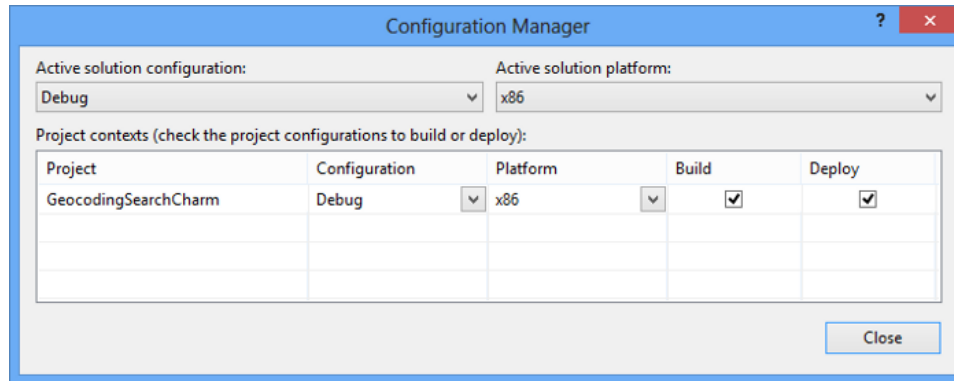 Configuration Manager
?
Active solution configuration: Active solution platform:
Debug x86
Project contexts (check the project configurations to build or deploy):
Project Configuration Platform Build Deploy
GeocodingSearchCharm Debug x86
Close